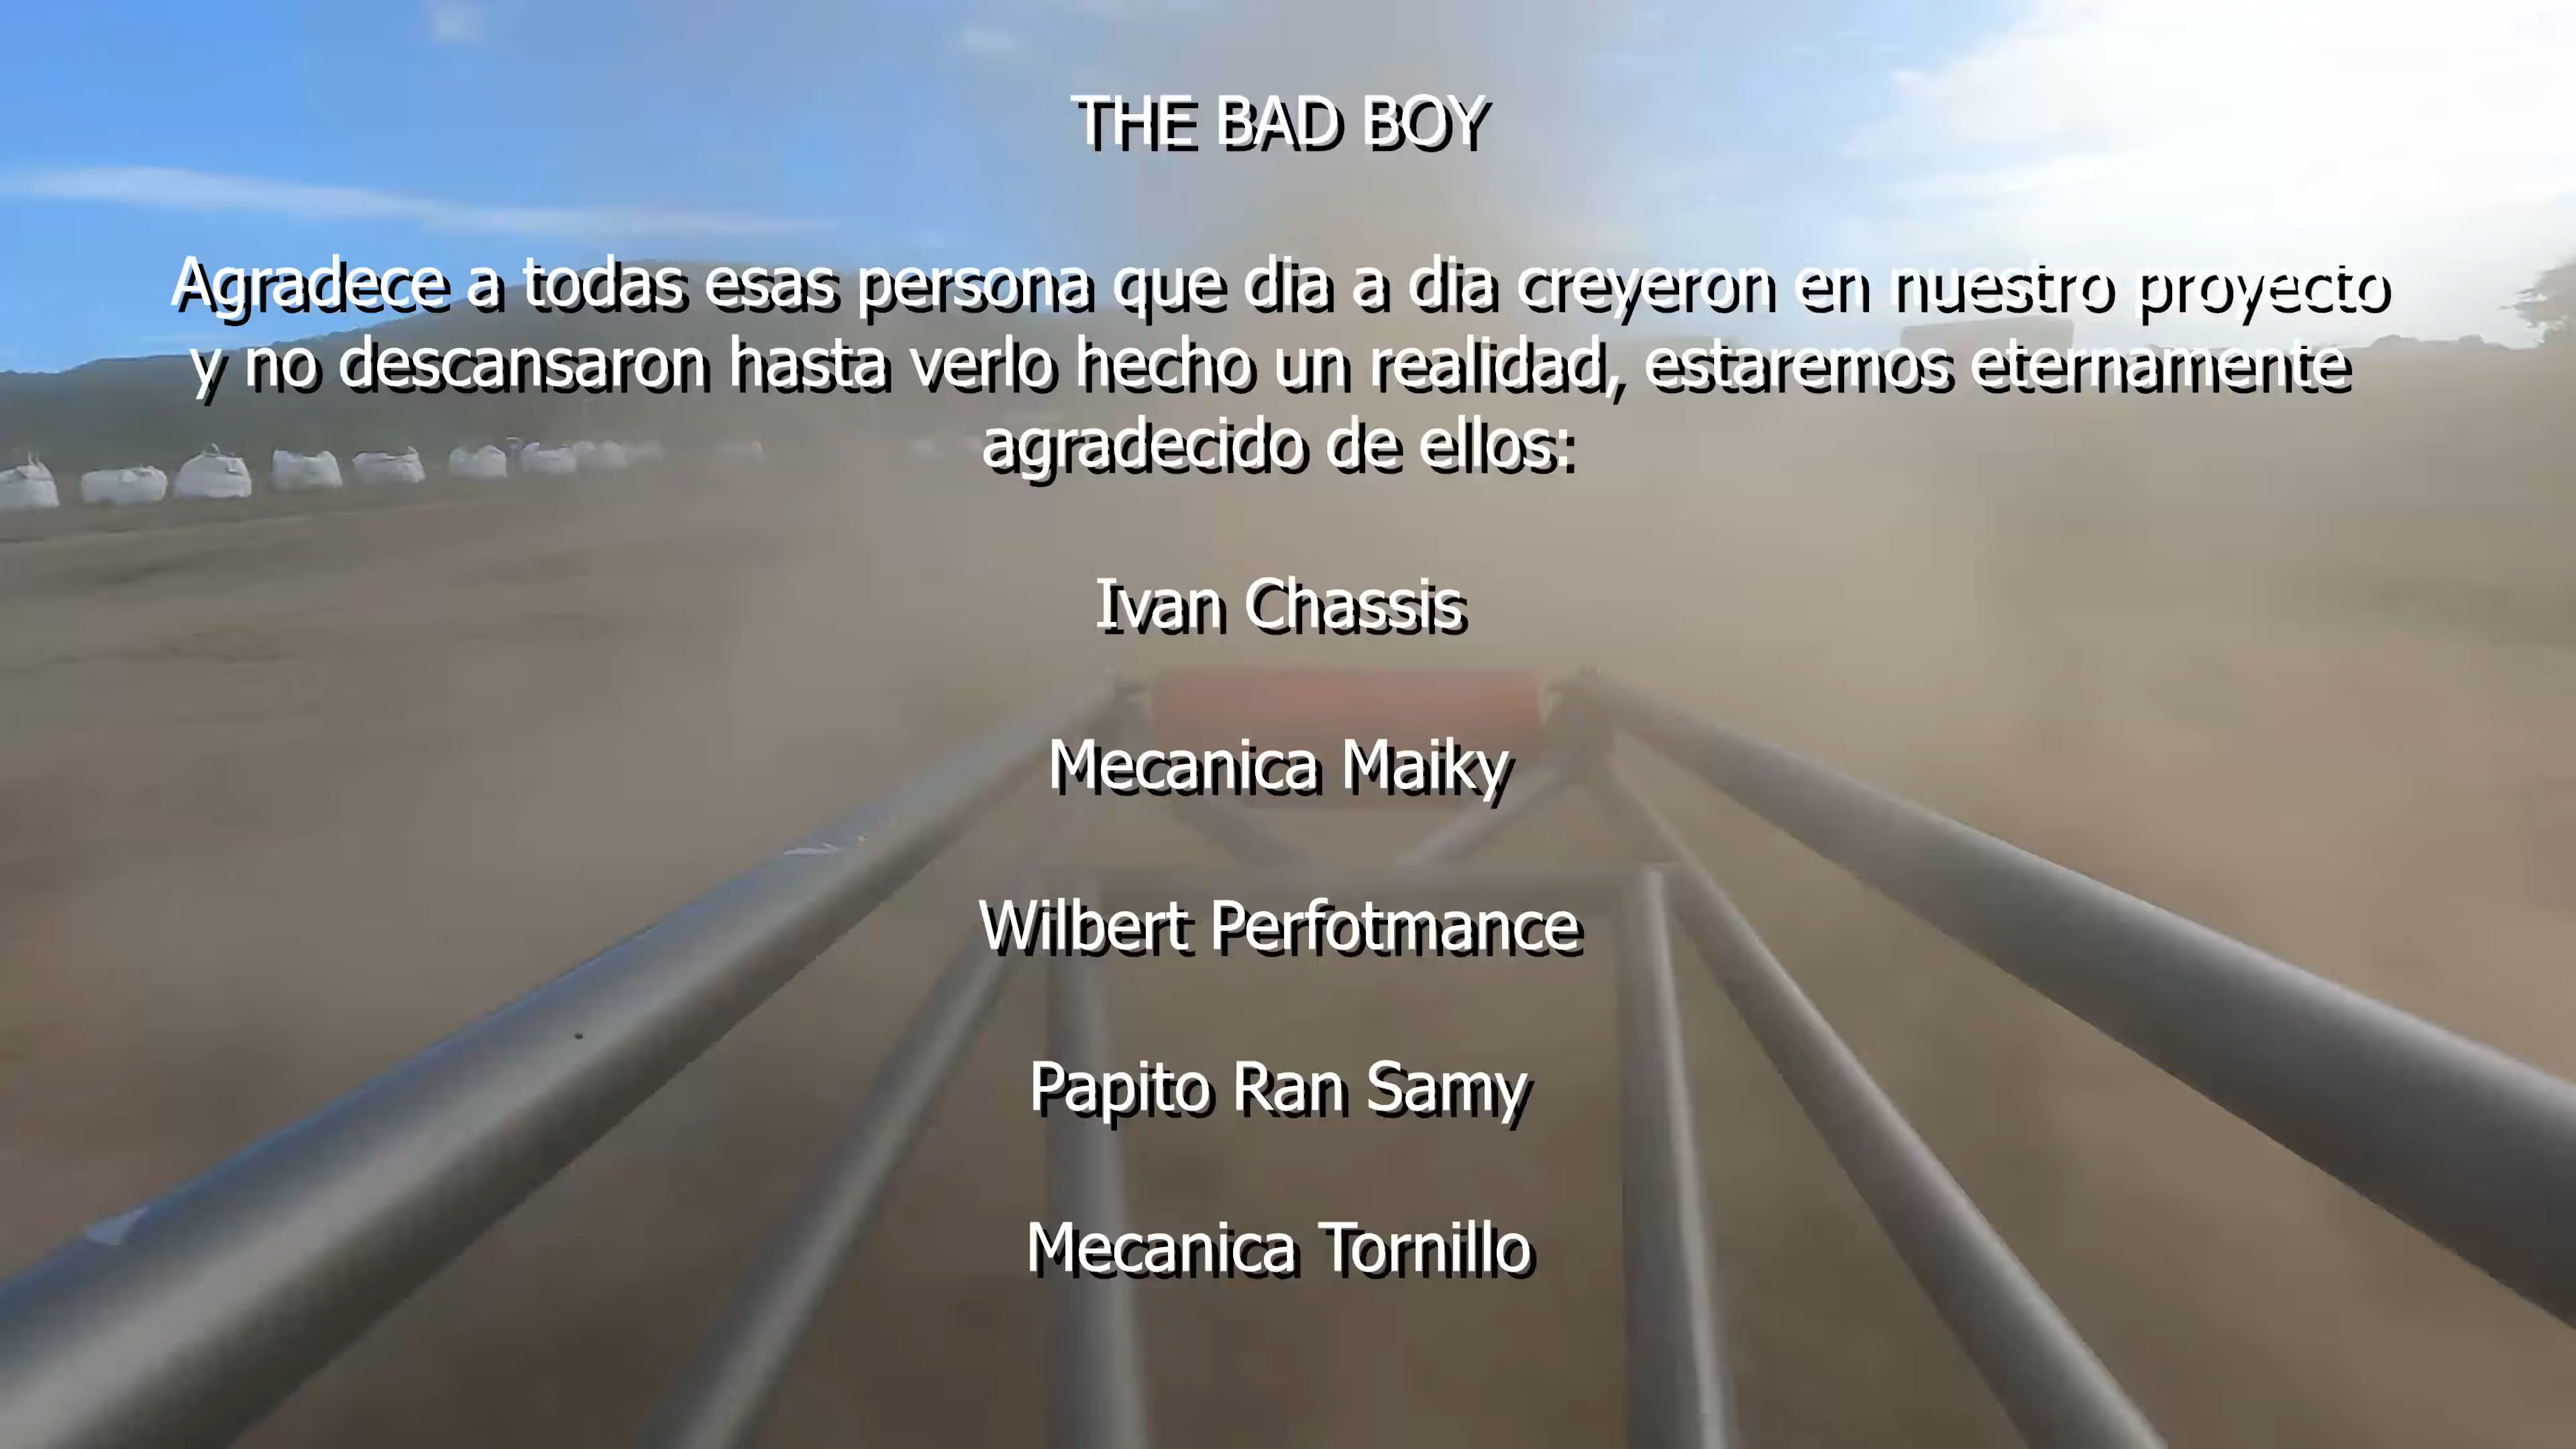 THE BAD BOY
Agradece a todas esas persona que dia a dia creyeron en nuestro proyecto
y no descansaron hasta verlo hecho un realidad, estaremos eternamente
agradecido de ellos:
Ivan Chassis
Mecanica Maiky
Wilbert Perfotmance
Papito Ran Samy
Mecanica Tornillo